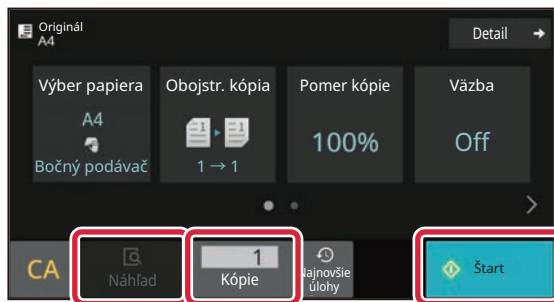 Originál
A4
Detail
Výber papiera
A4
Bočný podávač
Obojstr. kópia
1 → 1
Pomer kópie
100%
Väzba
Off
CA
Náhľad
1
Kópie
Najnovšie
úlohy
Štart